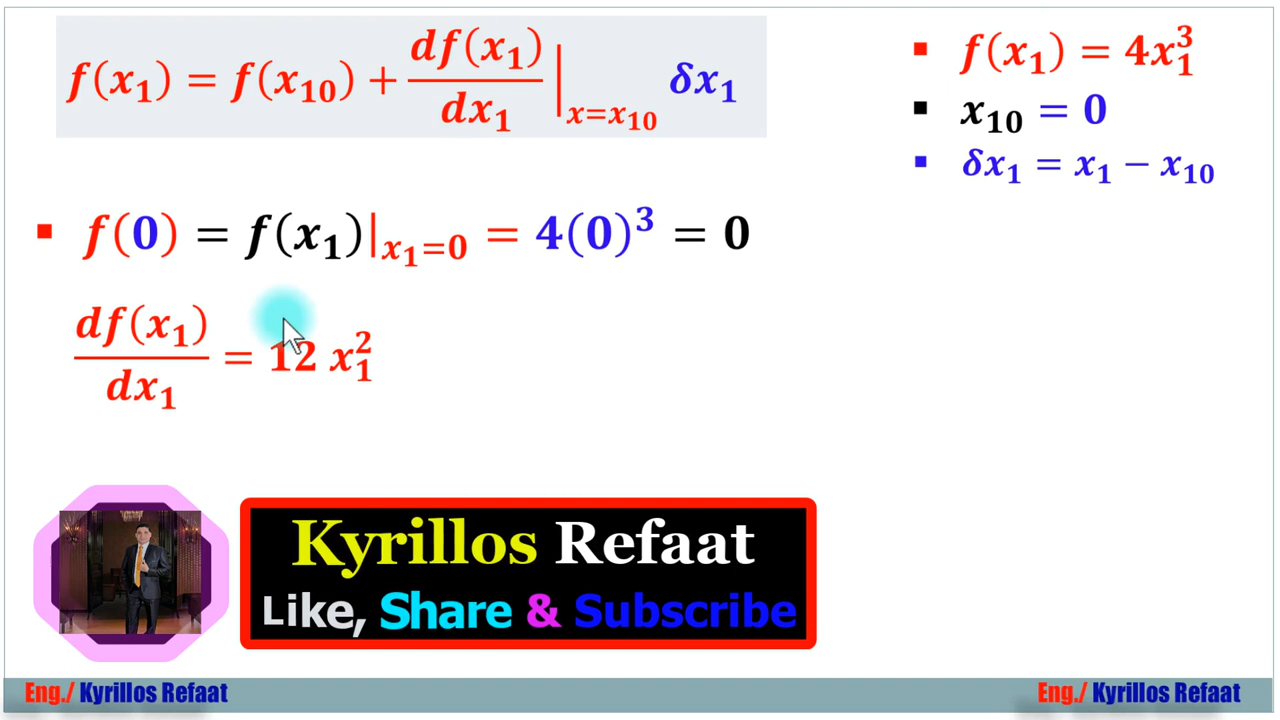 f(x₁) = f(x₁₀) + df(x₁)/dx₁ |ₓ₌ₓ₁₀ δx₁
▪ f(x₁) = 4x₁³
▪ x₁₀ = 0
▪ δx₁ = x₁ − x₁₀
▪ f(0) = f(x₁)|ₓ₁₌₀ = 4(0)³ = 0
df(x₁)/dx₁ = 12 x₁²
Kyrillos Refaat
Like, Share & Subscribe
Eng./ Kyrillos Refaat
Eng./ Kyrillos Refaat